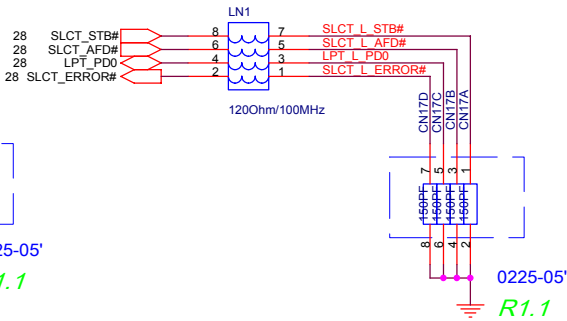 LN1
28 SLCT_STB# 8 7 SLCT_L_STB#
28 SLCT_AFD# 6 5 SLCT_L_AFD#
28 LPT_PD0 4 3 LPT_L_PD0
28 SLCT_ERROR# 2 1 SLCT_L_ERROR#
120Ohm/100MHz
CN17D CN17C CN17B CN17A
7 5 3 1
150PF 150PF 150PF 150PF
8 6 4 2
25-05'
0225-05'
1.1
R1.1